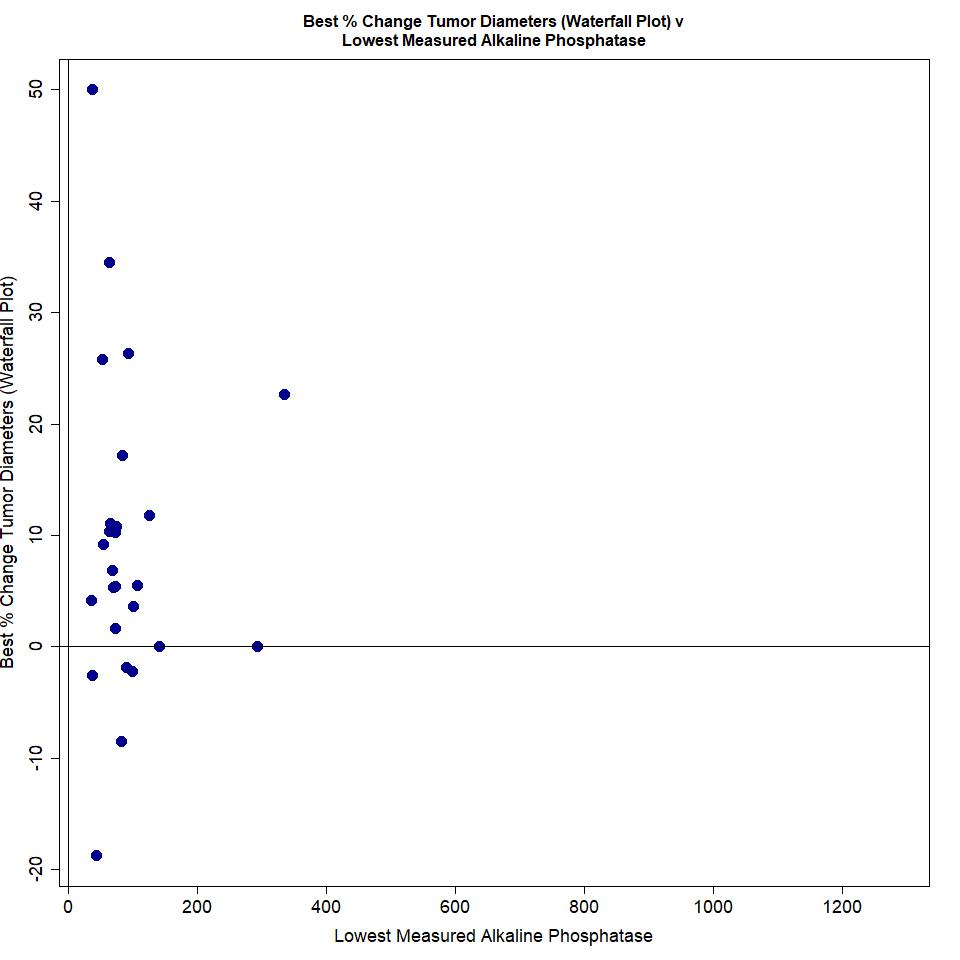 Best % Change Tumor Diameters (Waterfall Plot) v
Lowest Measured Alkaline Phosphatase
Best % Change Tumor Diameters (Waterfall Plot)
50
40
30
20
10
0
-10
-20
0 200 400 600 800 1000 1200
Lowest Measured Alkaline Phosphatase